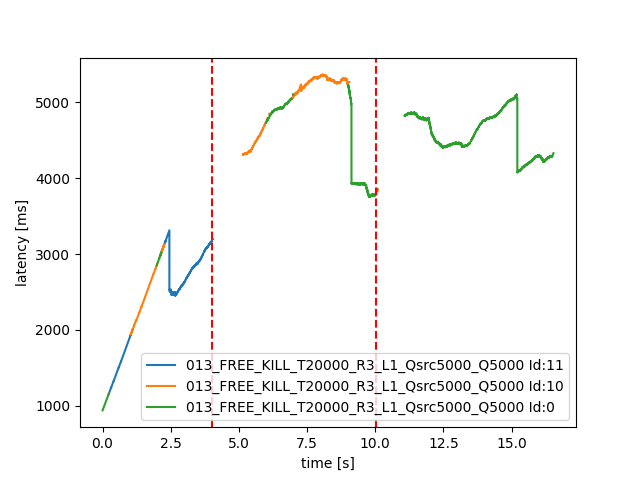 5000
4000
3000
2000
1000
latency [ms]
013_FREE_KILL_T20000_R3_L1_Qsrc5000_Q5000 Id:11
013_FREE_KILL_T20000_R3_L1_Qsrc5000_Q5000 Id:10
013_FREE_KILL_T20000_R3_L1_Qsrc5000_Q5000 Id:0
0.0 2.5 5.0 7.5 10.0 12.5 15.0
time [s]